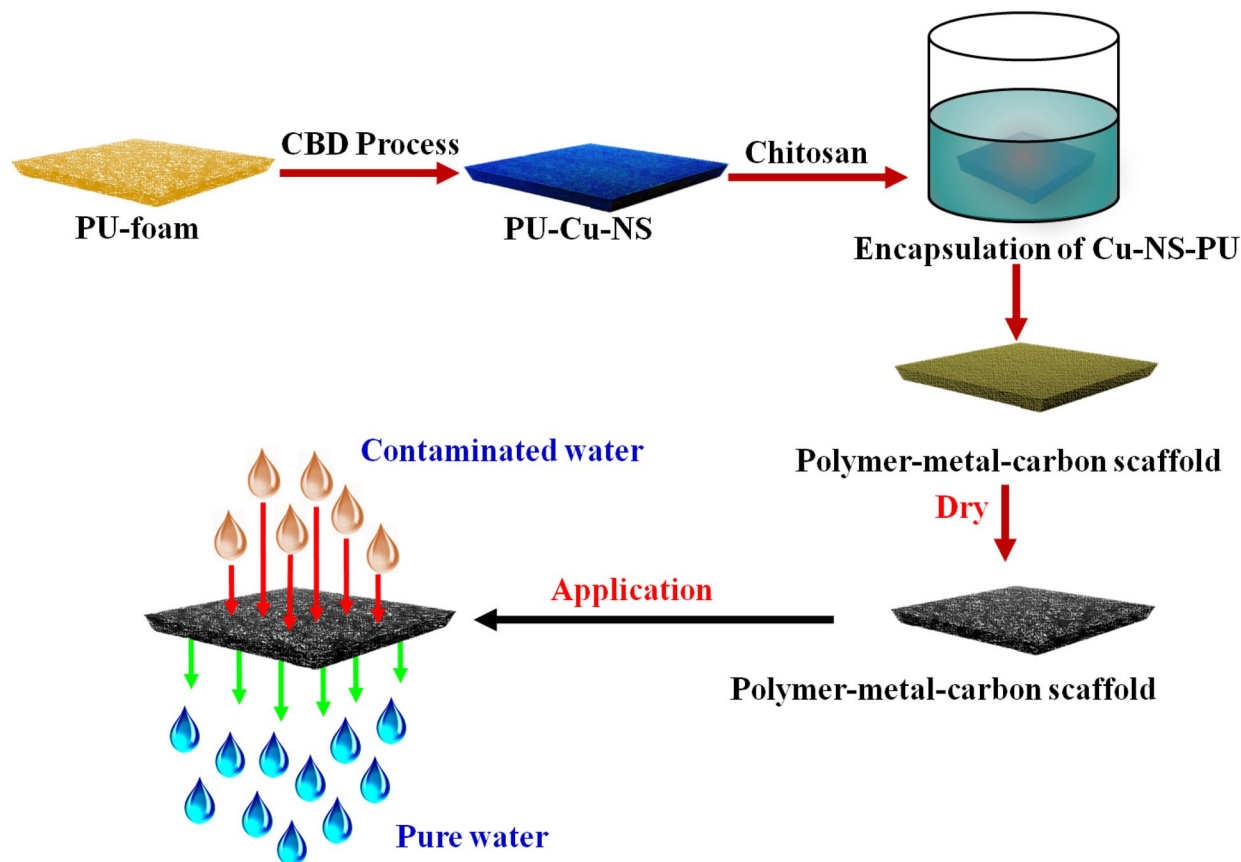 CBD Process
Chitosan
PU-foam
PU-Cu-NS
Encapsulation of Cu-NS-PU
Polymer-metal-carbon scaffold
Dry
Contaminated water
Application
Polymer-metal-carbon scaffold
Pure water